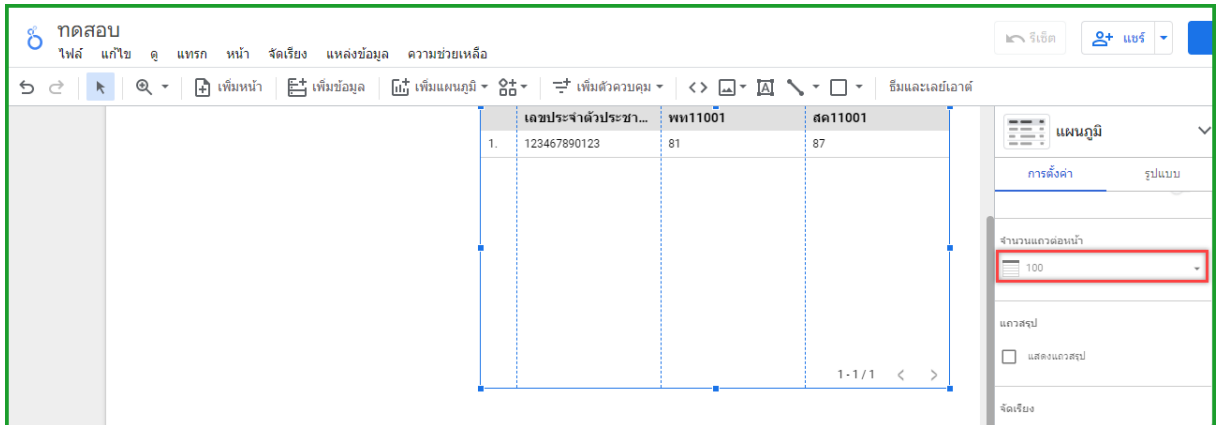 ทดสอบ
ไฟล์ แก้ไข ดู แทรก หน้า จัดเรียง แหล่งข้อมูล ความช่วยเหลือ
รีเซ็ต แชร์
เพิ่มหน้า เพิ่มข้อมูล เพิ่มแผนภูมิ เพิ่มตัวควบคุม ธีมและเลย์เอาต์
เลขประจำตัวประชา... พท11001 สค11001
1. 123467890123 81 87
1-1/1 < >
แผนภูมิ
การตั้งค่า รูปแบบ
จำนวนแถวต่อหน้า
100
แถวสรุป
แสดงแถวสรุป
จัดเรียง